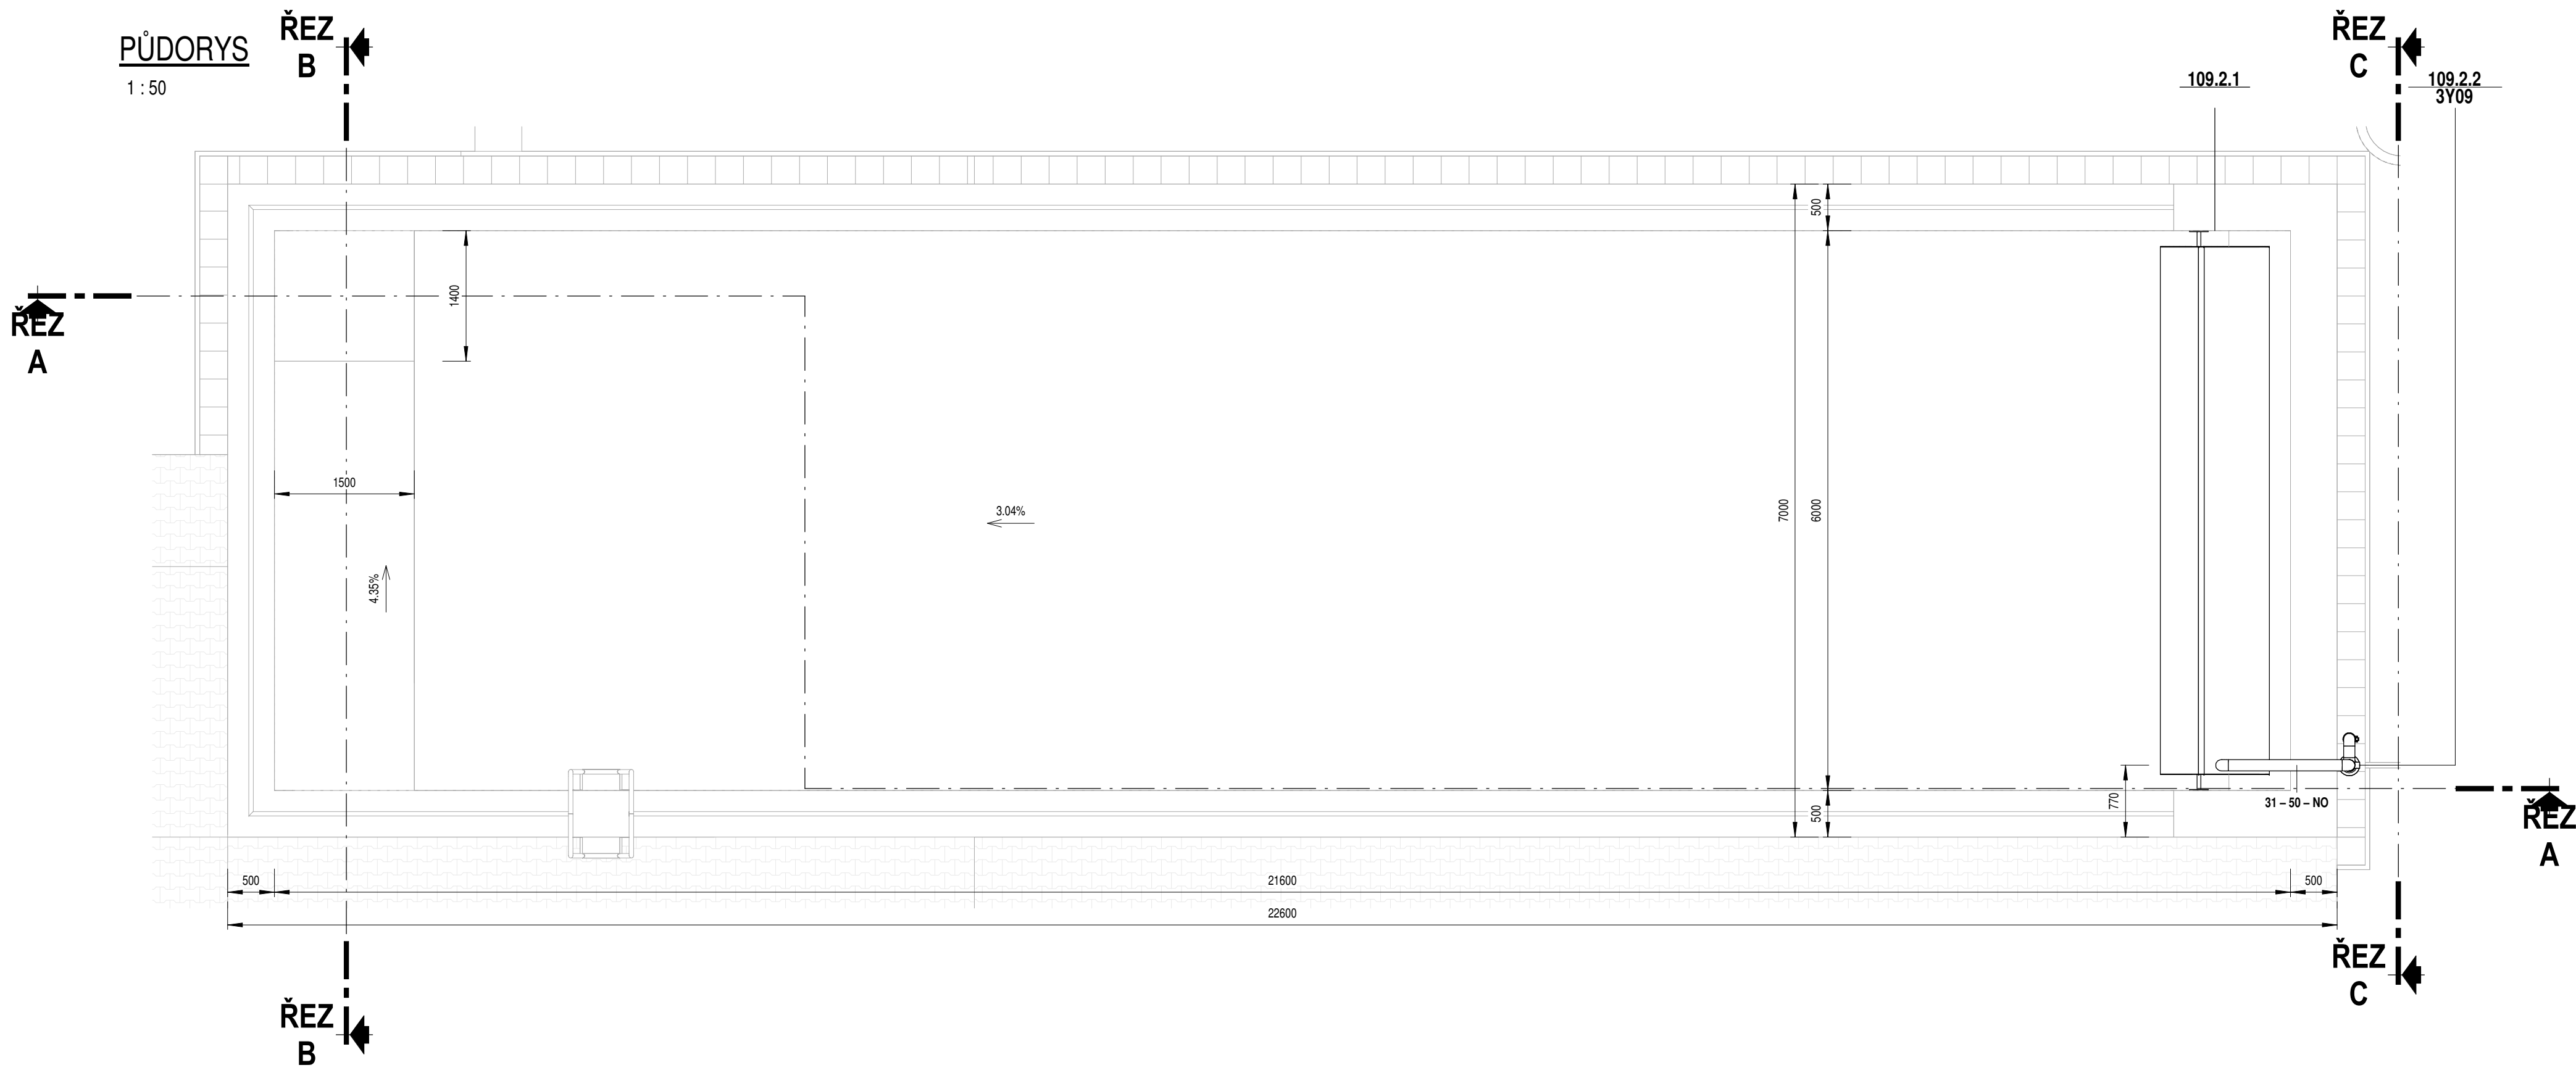 PŮDORYS
1 : 50
ŘEZ
B
ŘEZ
C
109.2.1
109.2.2
3Y09
500
1400
ŘEZ
A
1500
3.04%
7000
6000
4.35%
770
31 – 50 – NO
500
ŘEZ
A
500
21600
500
22600
ŘEZ
C
ŘEZ
B